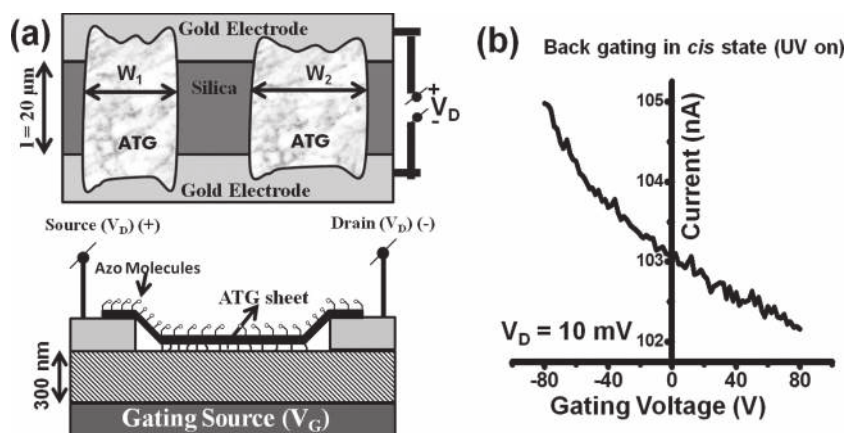 (a)
Gold Electrode
W1 W2
Silica
l = 20 µm
ATG ATG
+
VD
-
Gold Electrode
Source (VD) (+) Drain (VD) (-)
Azo Molecules
ATG sheet
300 nm
Gating Source (VG)
(b)
Back gating in cis state (UV on)
105
104
103
102
Current (nA)
VD = 10 mV
-80 -40 0 40 80
Gating Voltage (V)